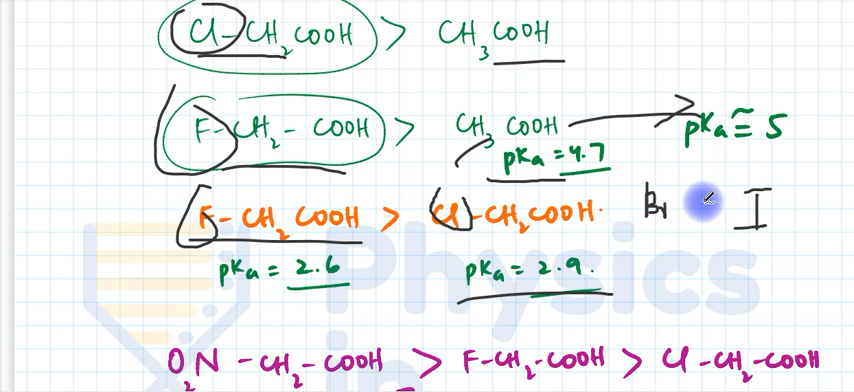 Cl-CH₂COOH > CH₃COOH
F-CH₂-COOH > CH₃COOH → pKa ≅ 5
pKa = 4.7
F-CH₂COOH > Cl-CH₂COOH. Br I
pKa = 2.6 pKa = 2.9.
O₂N-CH₂-COOH > F-CH₂-COOH > Cl-CH₂-COOH
Physics
in